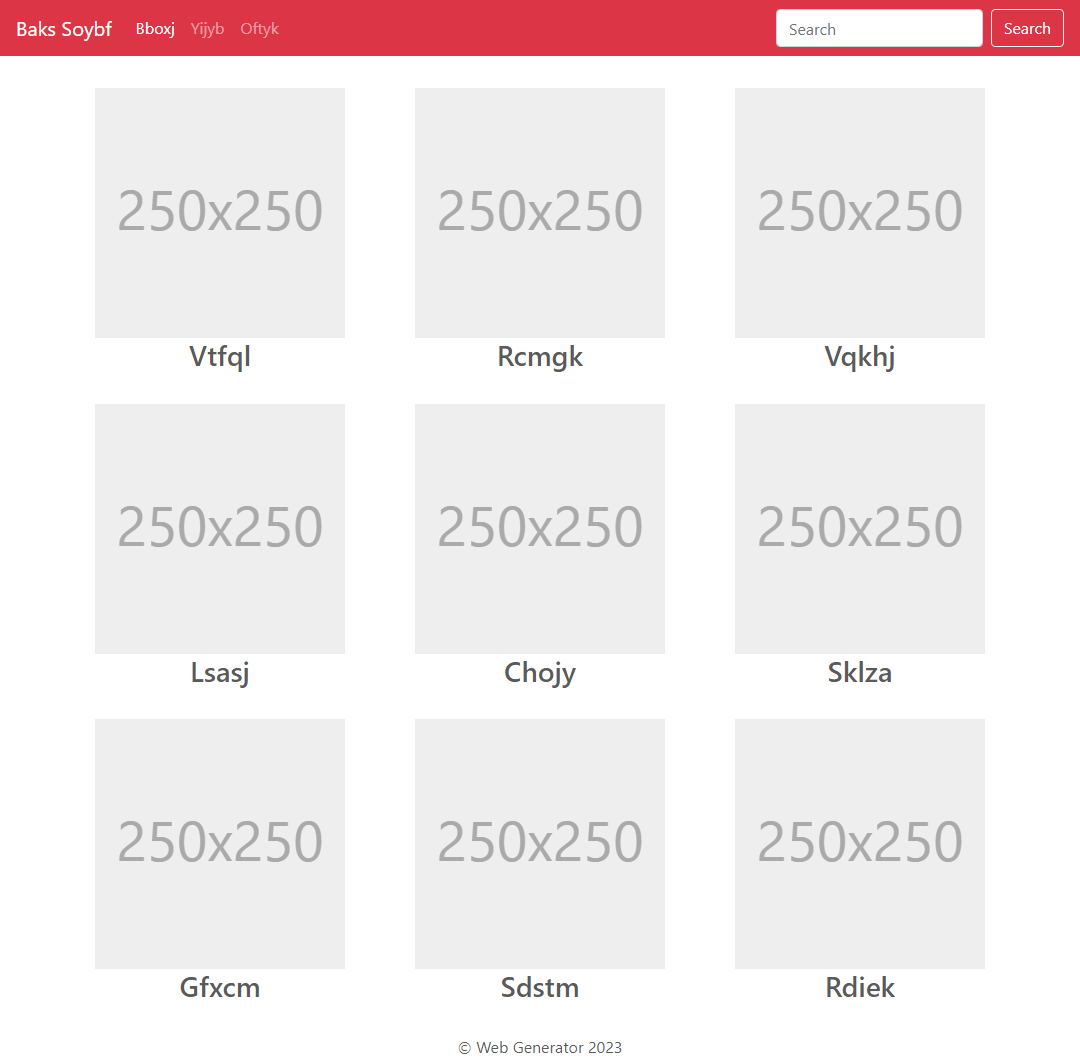 Baks Soybf Bboxj Yijyb Oftyk Search Search
250x250 250x250 250x250
Vtfql Rcmgk Vqkhj
250x250 250x250 250x250
Lsasj Chojy Sklza
250x250 250x250 250x250
Gfxcm Sdstm Rdiek
© Web Generator 2023